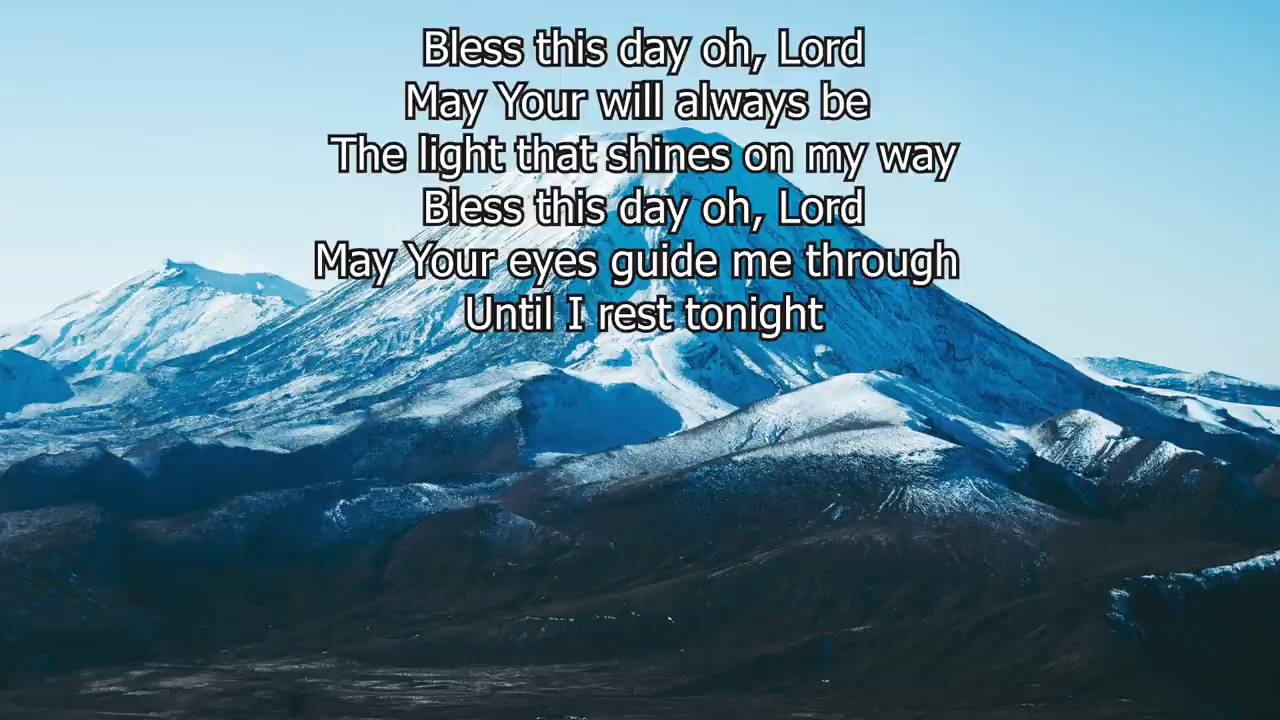 Bless this day oh, Lord
May Your will always be
The light that shines on my way
Bless this day oh, Lord
May Your eyes guide me through
Until I rest tonight